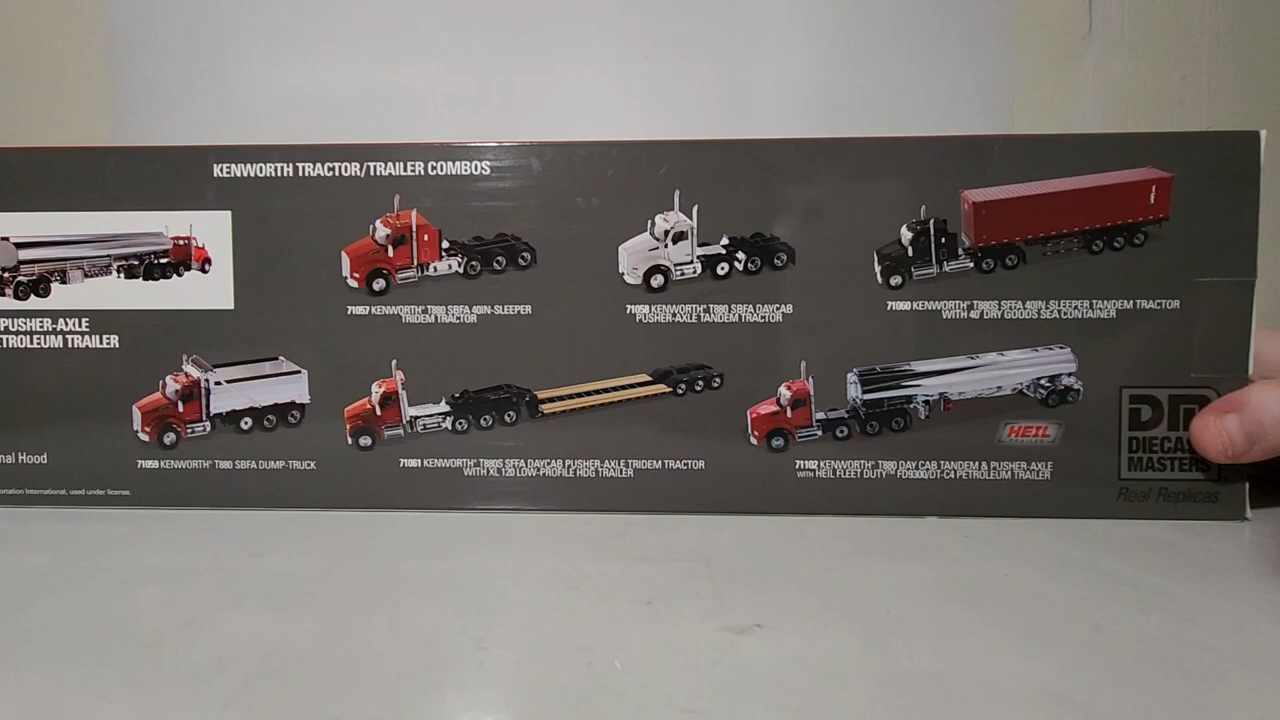 KENWORTH TRACTOR/TRAILER COMBOS
71057 KENWORTH® T880 SBFA 40IN-SLEEPER
TRIDEM TRACTOR
71058 KENWORTH® T880 SBFA DAYCAB
PUSHER-AXLE TANDEM TRACTOR
71060 KENWORTH® T880S SFFA 40IN-SLEEPER TANDEM TRACTOR
WITH 40' DRY GOODS SEA CONTAINER
PUSHER-AXLE
ETROLEUM TRAILER
71059 KENWORTH® T880 SBFA DUMP-TRUCK
71061 KENWORTH® T880S SFFA DAYCAB PUSHER-AXLE TRIDEM TRACTOR
WITH XL 120 LOW-PROFILE HDG TRAILER
HEIL
71102 KENWORTH® T880 DAY CAB TANDEM & PUSHER-AXLE
WITH HEIL FLEET DUTY™ FD9300/DT-C4 PETROLEUM TRAILER
nal Hood
ortation International, used under license.
DM
DIECAS
MASTERS
Real Replicas